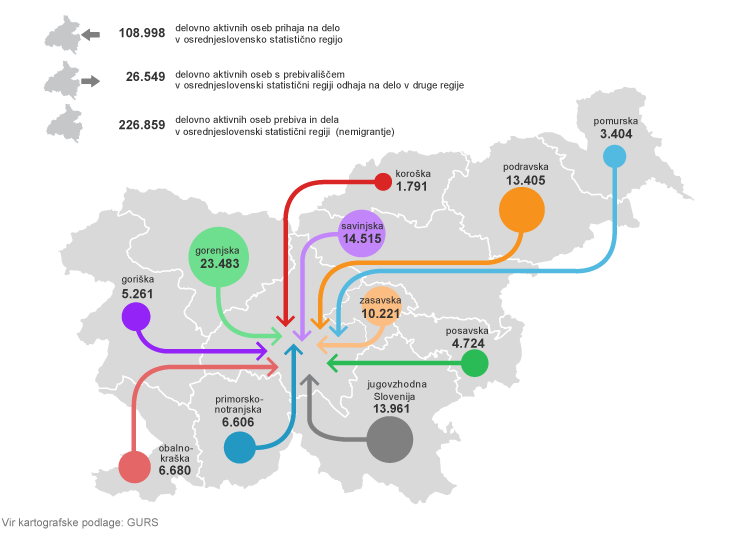 108.998
delovno aktivnih oseb prihaja na delo
v osrednjeslovensko statistično regijo
26.549
delovno aktivnih oseb s prebivališčem
v osrednjeslovenski statistični regiji odhaja na delo v druge regije
226.859
delovno aktivnih oseb prebiva in dela
v osrednjeslovenski statistični regiji (nemigrantje)
pomurska
3.404
koroška
1.791
podravska
13.405
savinjska
14.515
gorenjska
23.483
goriška
5.261
zasavska
10.221
posavska
4.724
jugovzhodna
Slovenija
13.961
primorsko-
notranjska
6.606
obalno-
kraška
6.680
Vir kartografske podlage: GURS